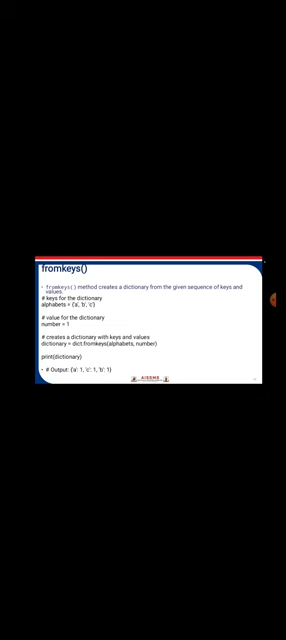 fromkeys()
• fromkeys() method creates a dictionary from the given sequence of keys and
values.
# keys for the dictionary
alphabets = {'a', 'b', 'c'}
# value for the dictionary
number = 1
# creates a dictionary with keys and values
dictionary = dict.fromkeys(alphabets, number)
print(dictionary)
• # Output: {'a': 1, 'c': 1, 'b': 1}
AISSMS